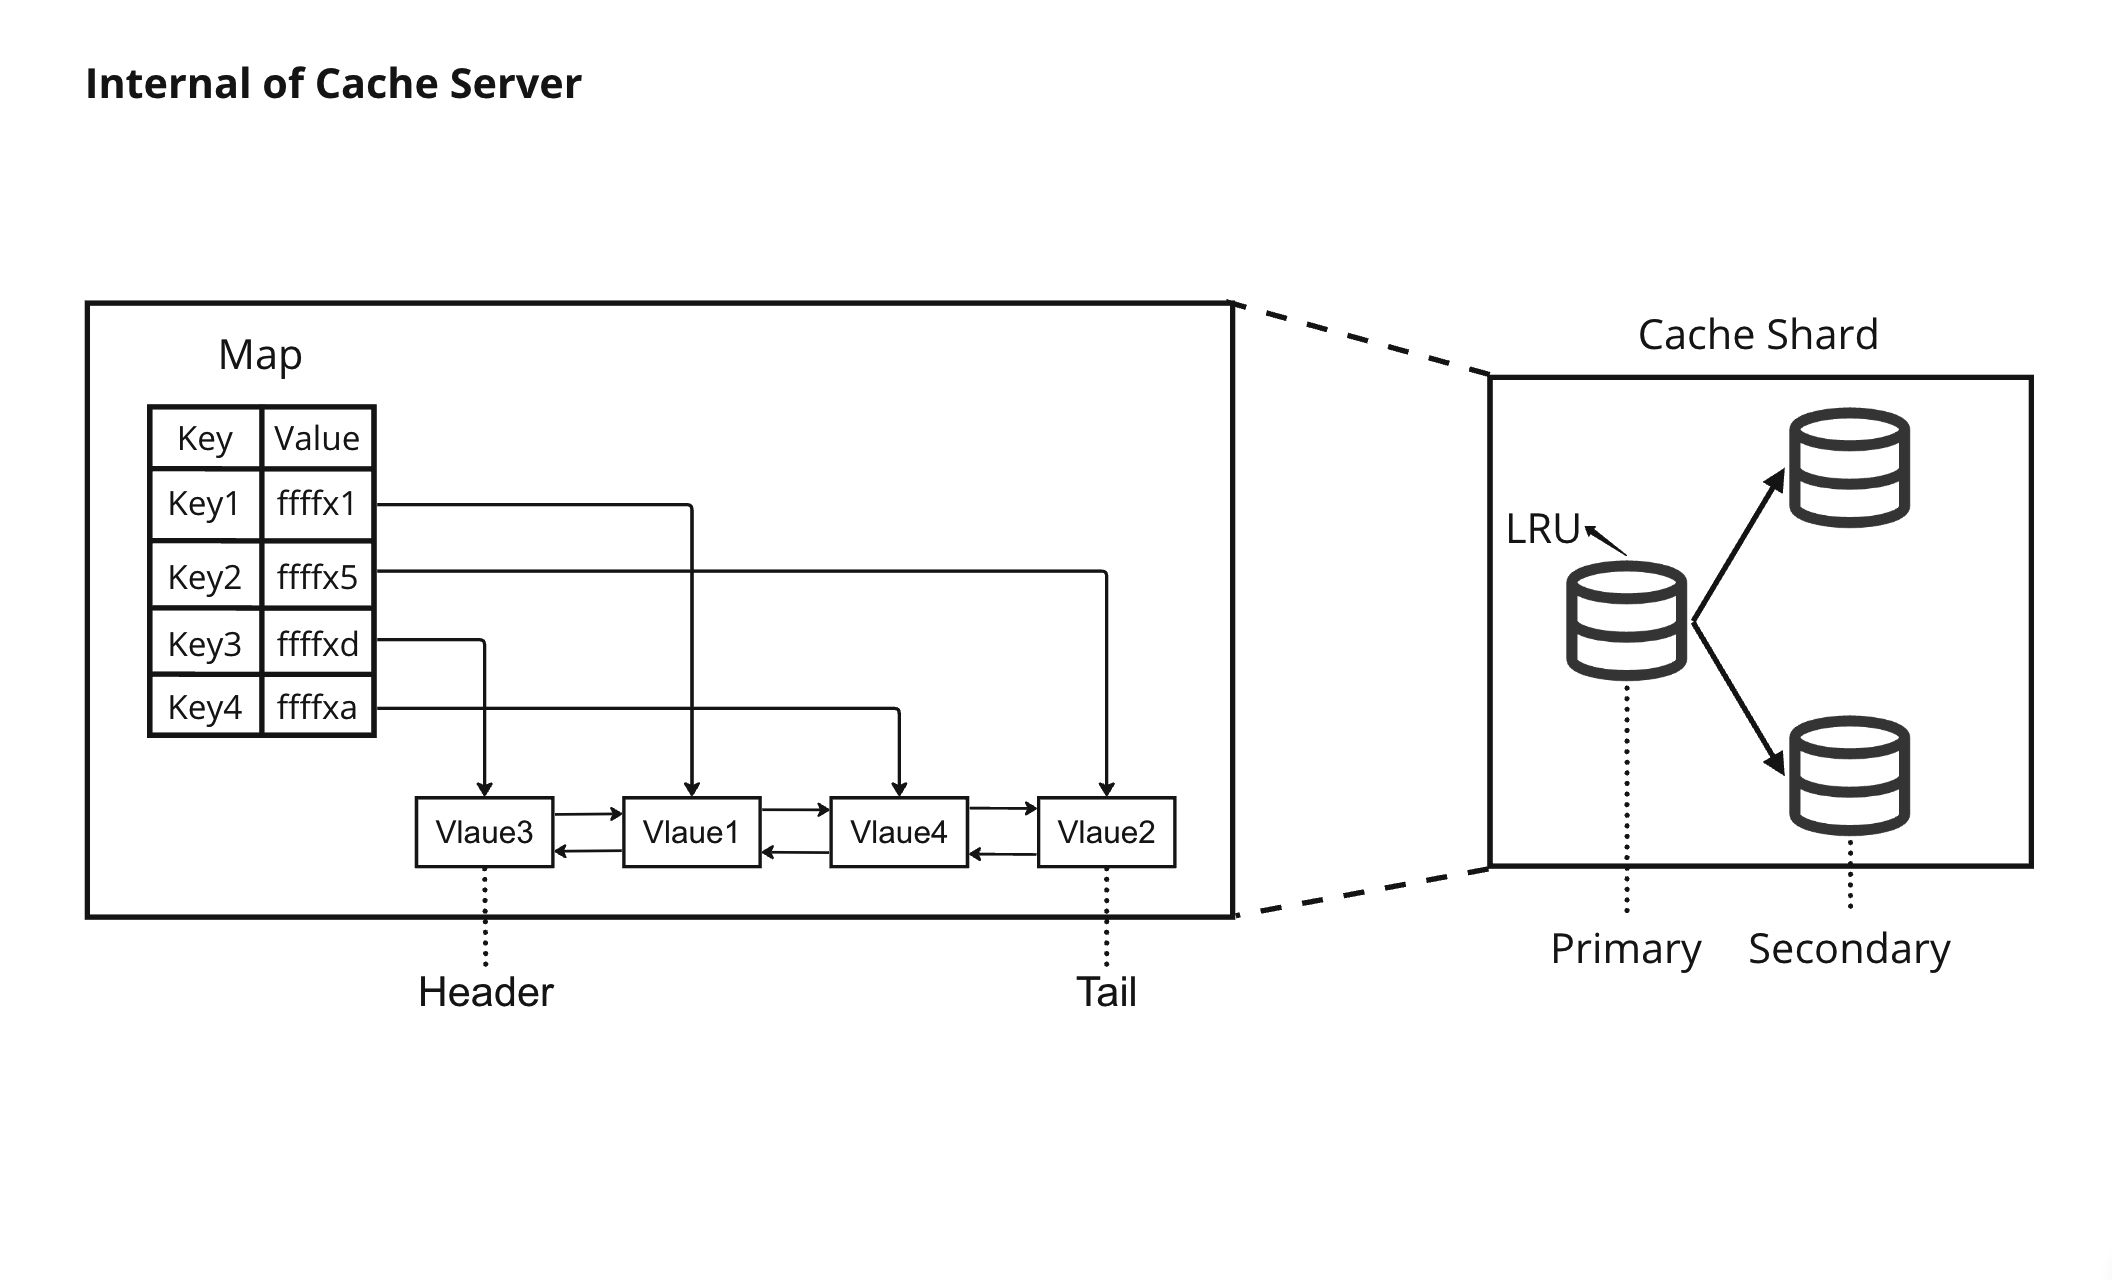 Internal of Cache Server
Map
Key Value
Key1 ffffx1
Key2 ffffx5
Key3 ffffxd
Key4 ffffxa
Vlaue3 Vlaue1 Vlaue4 Vlaue2
Header Tail
Cache Shard
LRU
Primary Secondary